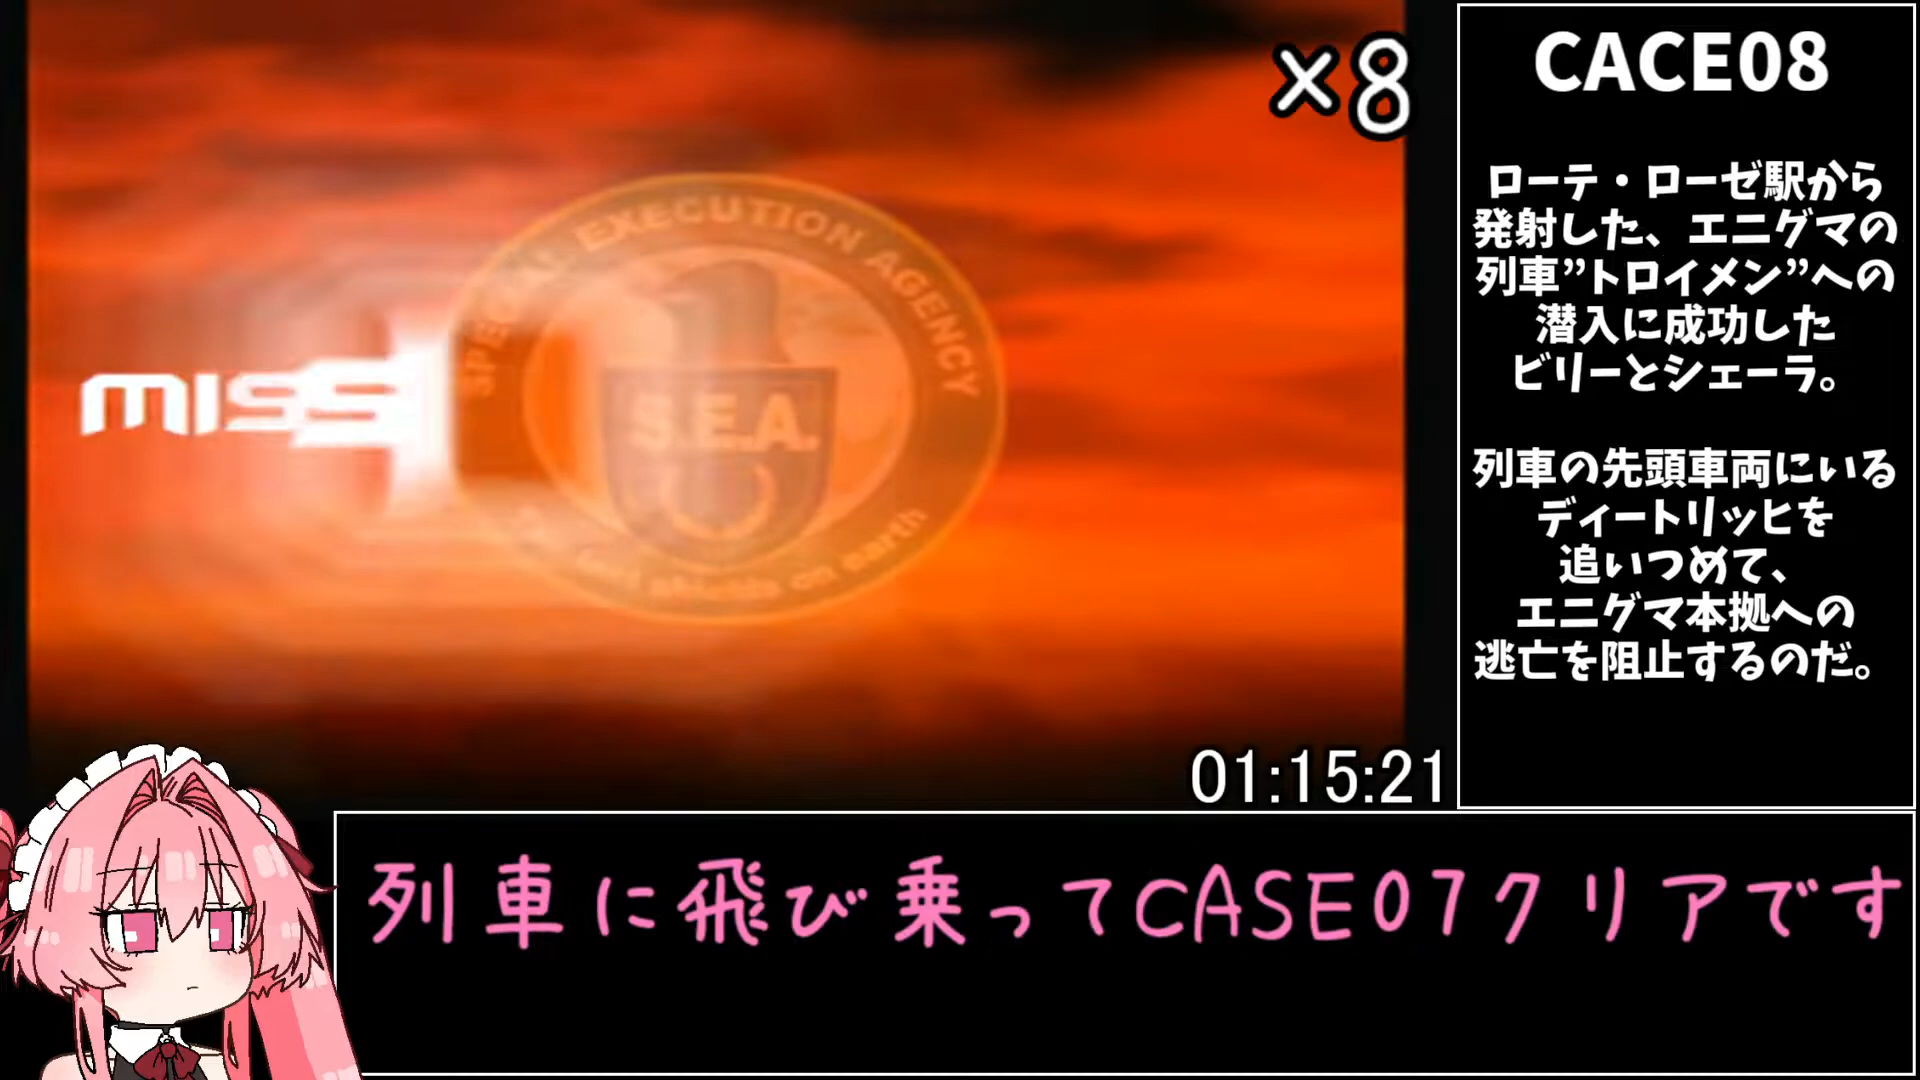 ×8
miss
SPECIAL EXECUTION AGENCY
S.E.A.
shields on earth
01:15:21
CACE08
ローテ・ローゼ駅から
発射した、エニグマの
列車”トロイメン”への
潜入に成功した
ビリーとシェーラ。
列車の先頭車両にいる
ディートリッヒを
追いつめて、
エニグマ本拠への
逃亡を阻止するのだ。
列車に飛び乗ってCASE07クリアです